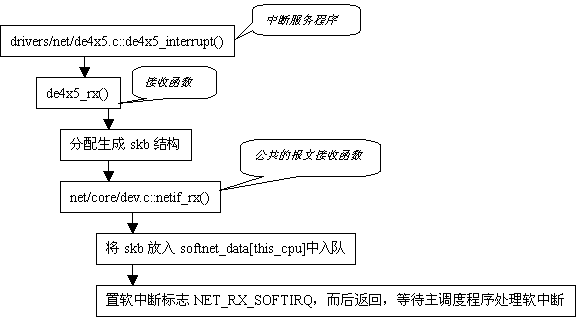 中断服务程序
drivers/net/de4x5.c::de4x5_interrupt()
接收函数
de4x5_rx()
分配生成 skb 结构
公共的报文接收函数
net/core/dev.c::netif_rx()
将 skb 放入 softnet_data[this_cpu]中入队
置软中断标志 NET_RX_SOFTIRQ，而后返回，等待主调度程序处理软中断